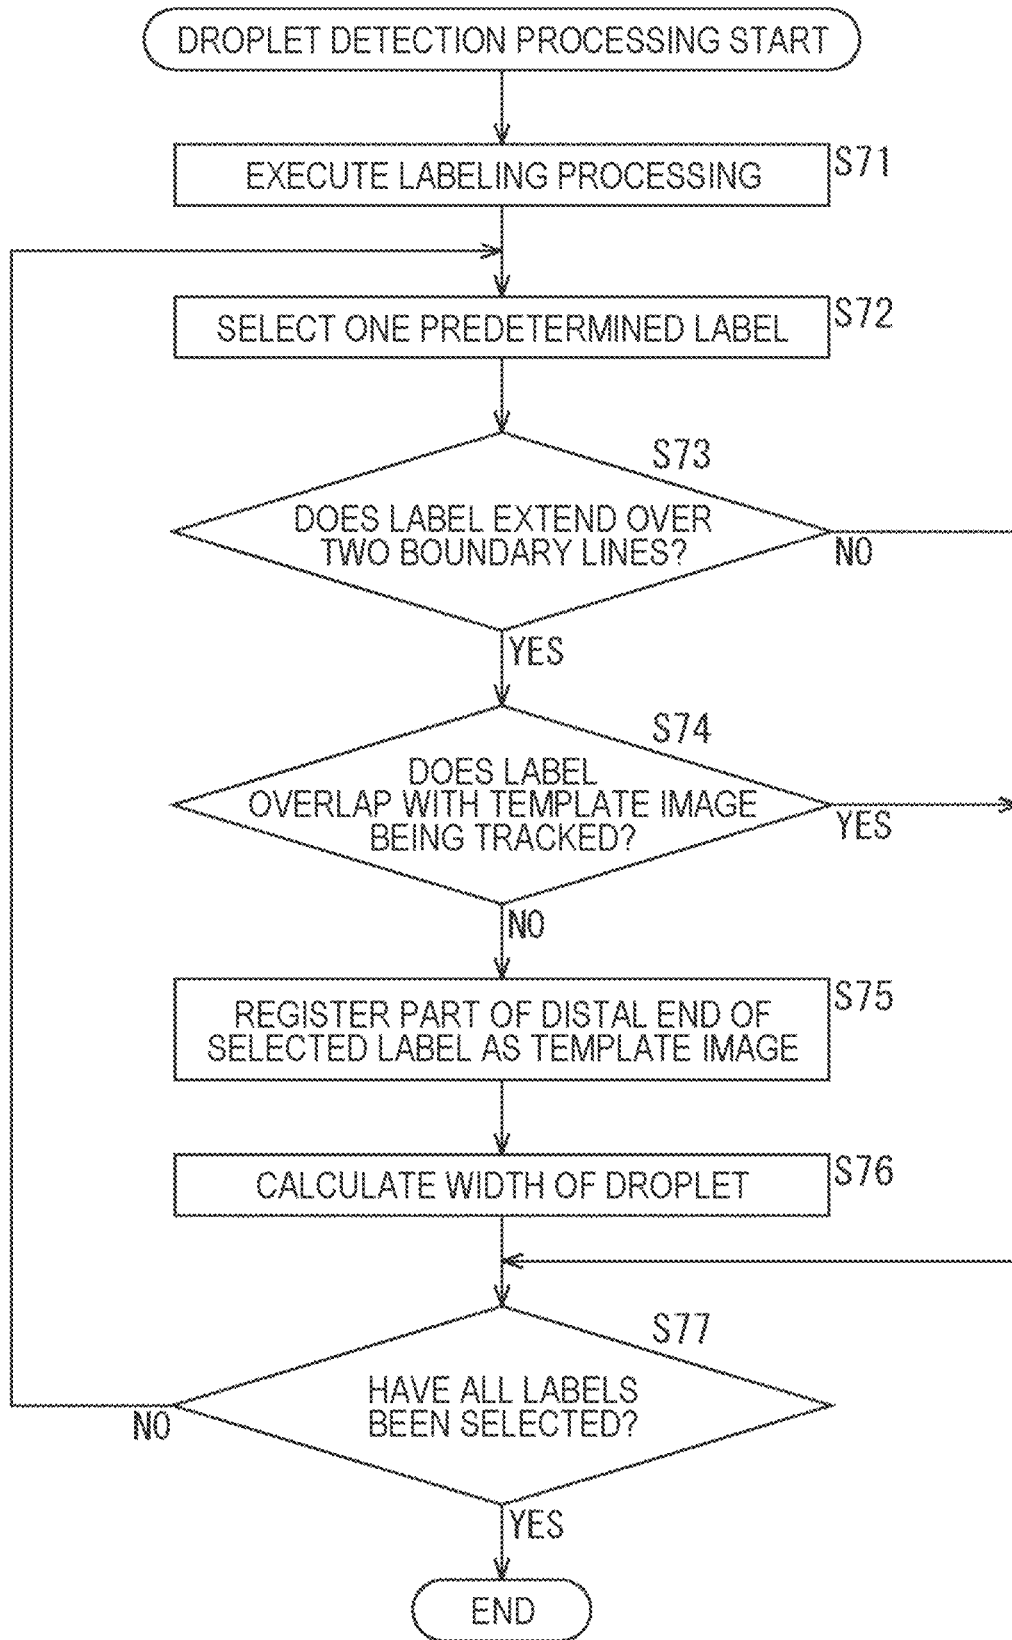 DROPLET DETECTION PROCESSING START
EXECUTE LABELING PROCESSING
S71
SELECT ONE PREDETERMINED LABEL
S72
S73
DOES LABEL EXTEND OVER
TWO BOUNDARY LINES?
NO
YES
S74
DOES LABEL
OVERLAP WITH TEMPLATE IMAGE
BEING TRACKED?
YES
NO
S75
REGISTER PART OF DISTAL END OF
SELECTED LABEL AS TEMPLATE IMAGE
CALCULATE WIDTH OF DROPLET
S76
S77
HAVE ALL LABELS
BEEN SELECTED?
NO
YES
END